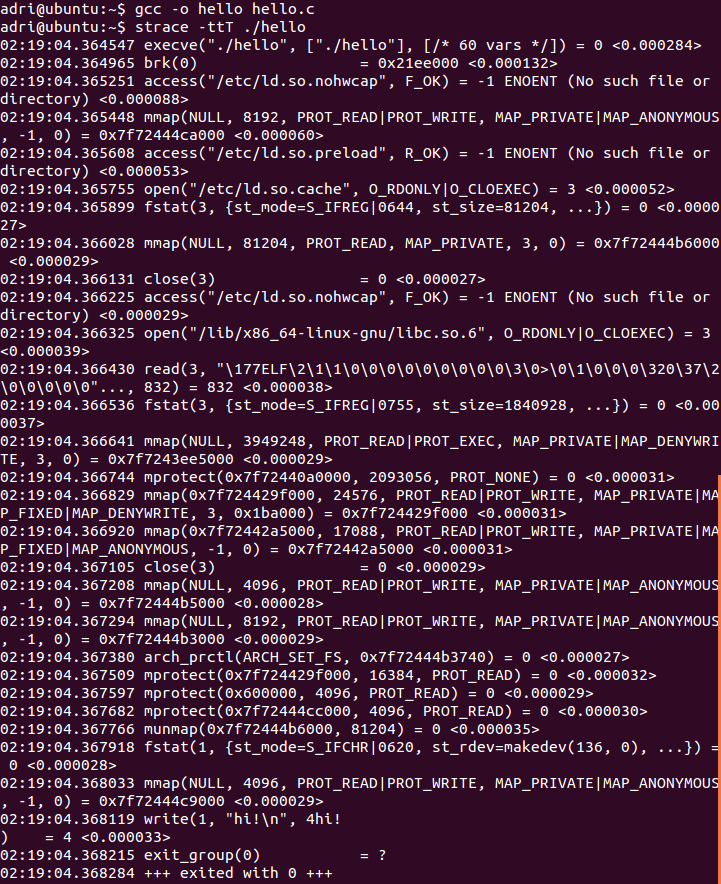 adri@ubuntu:~$ gcc -o hello hello.c
adri@ubuntu:~$ strace -ttT ./hello
02:19:04.364547 execve("./hello", ["./hello"], [/* 60 vars */]) = 0 <0.000284>
02:19:04.364965 brk(0)                  = 0x21ee000 <0.000132>
02:19:04.365251 access("/etc/ld.so.nohwcap", F_OK) = -1 ENOENT (No such file or
directory) <0.000088>
02:19:04.365448 mmap(NULL, 8192, PROT_READ|PROT_WRITE, MAP_PRIVATE|MAP_ANONYMOUS
, -1, 0) = 0x7f72444ca000 <0.000060>
02:19:04.365608 access("/etc/ld.so.preload", R_OK) = -1 ENOENT (No such file or
directory) <0.000053>
02:19:04.365755 open("/etc/ld.so.cache", O_RDONLY|O_CLOEXEC) = 3 <0.000052>
02:19:04.365899 fstat(3, {st_mode=S_IFREG|0644, st_size=81204, ...}) = 0 <0.0000
27>
02:19:04.366028 mmap(NULL, 81204, PROT_READ, MAP_PRIVATE, 3, 0) = 0x7f72444b6000
 <0.000029>
02:19:04.366131 close(3)                = 0 <0.000027>
02:19:04.366225 access("/etc/ld.so.nohwcap", F_OK) = -1 ENOENT (No such file or
directory) <0.000029>
02:19:04.366325 open("/lib/x86_64-linux-gnu/libc.so.6", O_RDONLY|O_CLOEXEC) = 3
<0.000039>
02:19:04.366430 read(3, "\177ELF\2\1\1\0\0\0\0\0\0\0\0\0\3\0>\0\1\0\0\0\320\37\2
\0\0\0\0\0"..., 832) = 832 <0.000038>
02:19:04.366536 fstat(3, {st_mode=S_IFREG|0755, st_size=1840928, ...}) = 0 <0.00
0037>
02:19:04.366641 mmap(NULL, 3949248, PROT_READ|PROT_EXEC, MAP_PRIVATE|MAP_DENYWRI
TE, 3, 0) = 0x7f7243ee5000 <0.000029>
02:19:04.366744 mprotect(0x7f72440a0000, 2093056, PROT_NONE) = 0 <0.000031>
02:19:04.366829 mmap(0x7f724429f000, 24576, PROT_READ|PROT_WRITE, MAP_PRIVATE|MA
P_FIXED|MAP_DENYWRITE, 3, 0x1ba000) = 0x7f724429f000 <0.000031>
02:19:04.366920 mmap(0x7f72442a5000, 17088, PROT_READ|PROT_WRITE, MAP_PRIVATE|MA
P_FIXED|MAP_ANONYMOUS, -1, 0) = 0x7f72442a5000 <0.000031>
02:19:04.367105 close(3)                = 0 <0.000029>
02:19:04.367208 mmap(NULL, 4096, PROT_READ|PROT_WRITE, MAP_PRIVATE|MAP_ANONYMOUS
, -1, 0) = 0x7f72444b5000 <0.000028>
02:19:04.367294 mmap(NULL, 8192, PROT_READ|PROT_WRITE, MAP_PRIVATE|MAP_ANONYMOUS
, -1, 0) = 0x7f72444b3000 <0.000029>
02:19:04.367380 arch_prctl(ARCH_SET_FS, 0x7f72444b3740) = 0 <0.000027>
02:19:04.367509 mprotect(0x7f724429f000, 16384, PROT_READ) = 0 <0.000032>
02:19:04.367597 mprotect(0x600000, 4096, PROT_READ) = 0 <0.000029>
02:19:04.367682 mprotect(0x7f72444cc000, 4096, PROT_READ) = 0 <0.000030>
02:19:04.367766 munmap(0x7f72444b6000, 81204) = 0 <0.000035>
02:19:04.367918 fstat(1, {st_mode=S_IFCHR|0620, st_rdev=makedev(136, 0), ...}) =
 0 <0.000028>
02:19:04.368033 mmap(NULL, 4096, PROT_READ|PROT_WRITE, MAP_PRIVATE|MAP_ANONYMOUS
, -1, 0) = 0x7f72444c9000 <0.000029>
02:19:04.368119 write(1, "hi!\n", 4hi!
)    = 4 <0.000033>
02:19:04.368215 exit_group(0)           = ?
02:19:04.368284 +++ exited with 0 +++